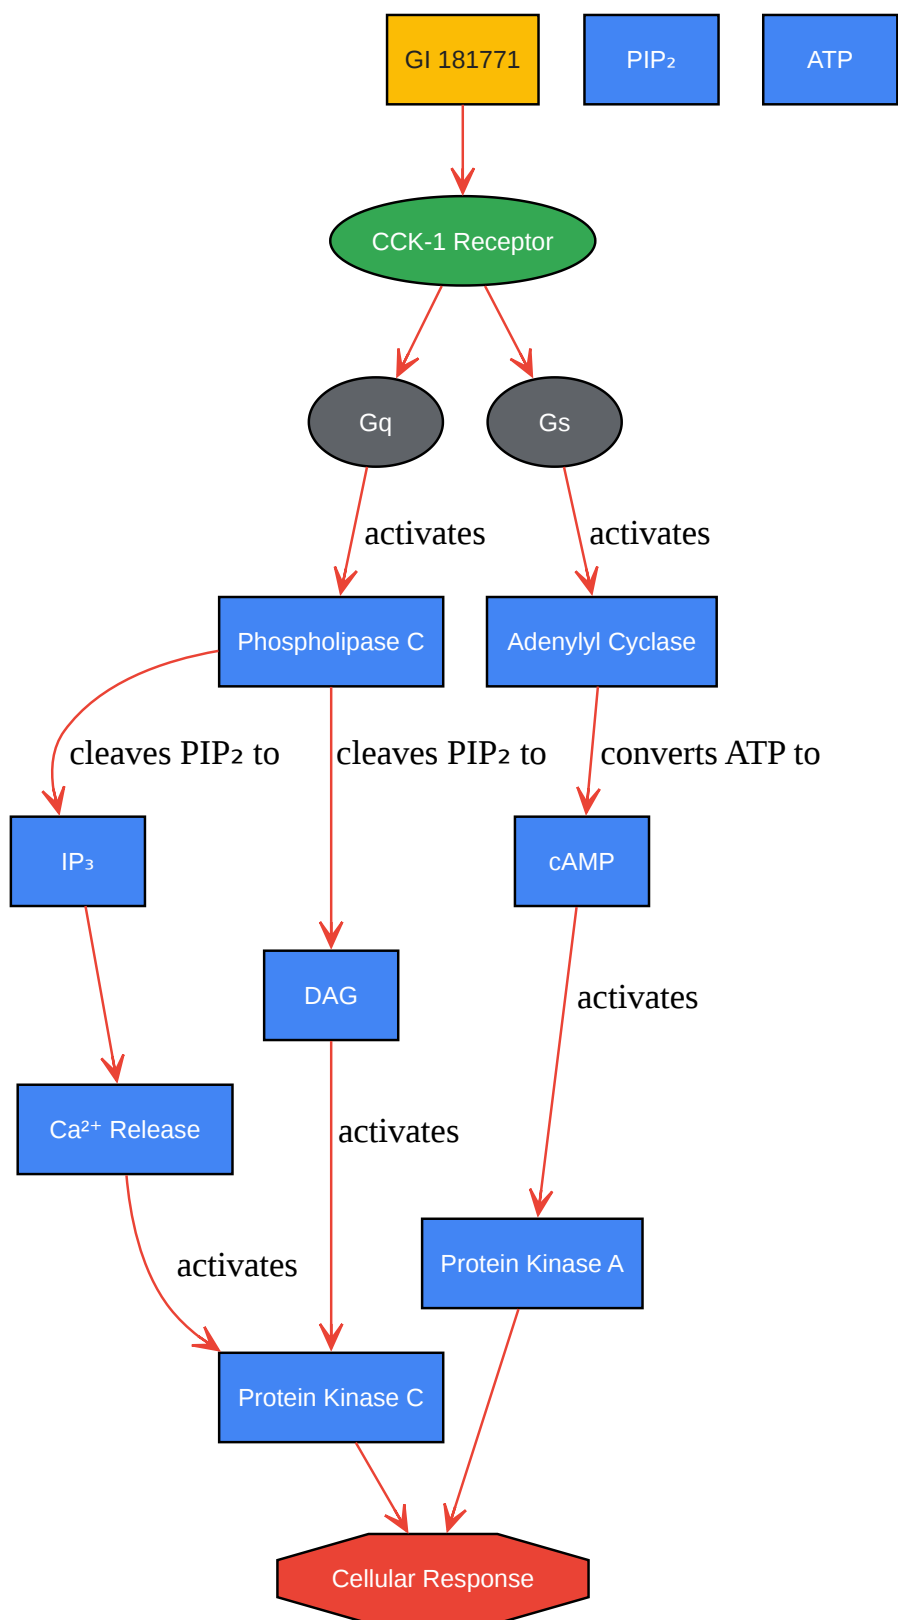 GI 181771
PIP₂
ATP
CCK-1 Receptor
Gq
Gs
activates
activates
Phospholipase C
Adenylyl Cyclase
cleaves PIP₂ to
cleaves PIP₂ to
converts ATP to
IP₃
cAMP
DAG
activates
Ca²⁺ Release
activates
activates
Protein Kinase A
Protein Kinase C
Cellular Response